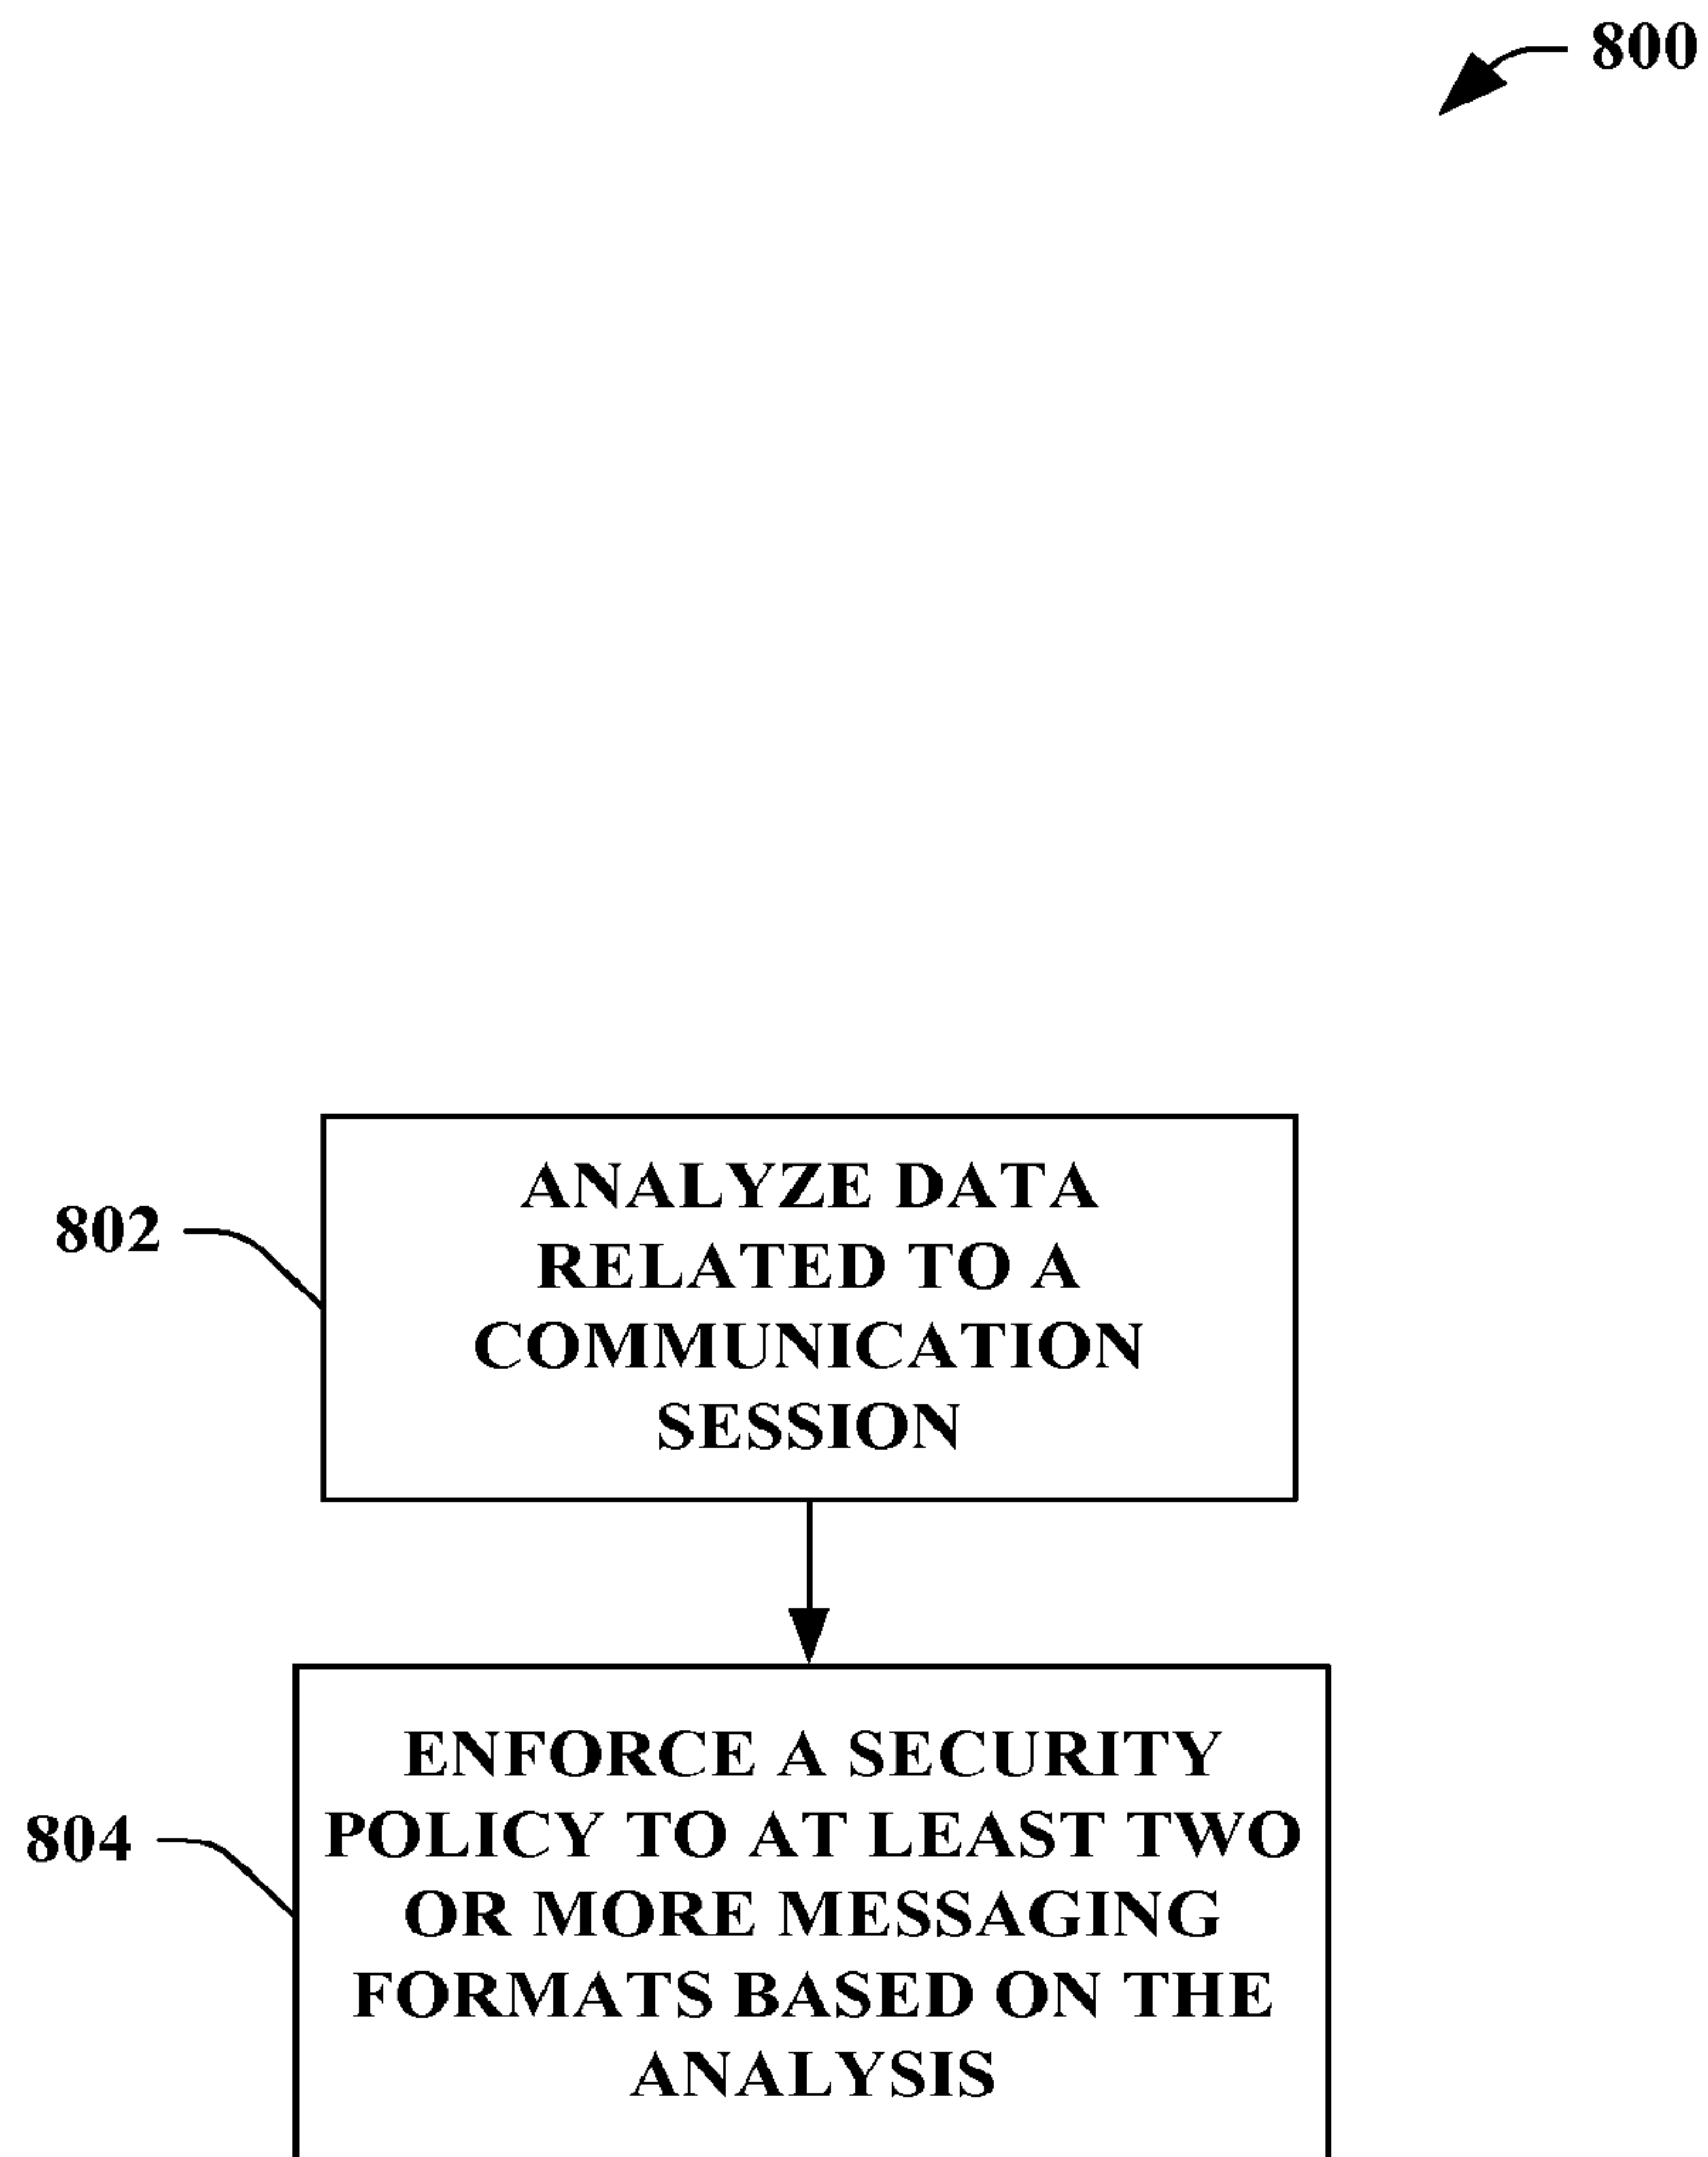 800
802
ANALYZE DATA
RELATED TO A
COMMUNICATION
SESSION
804
ENFORCE A SECURITY
POLICY TO AT LEAST TWO
OR MORE MESSAGING
FORMATS BASED ON THE
ANALYSIS